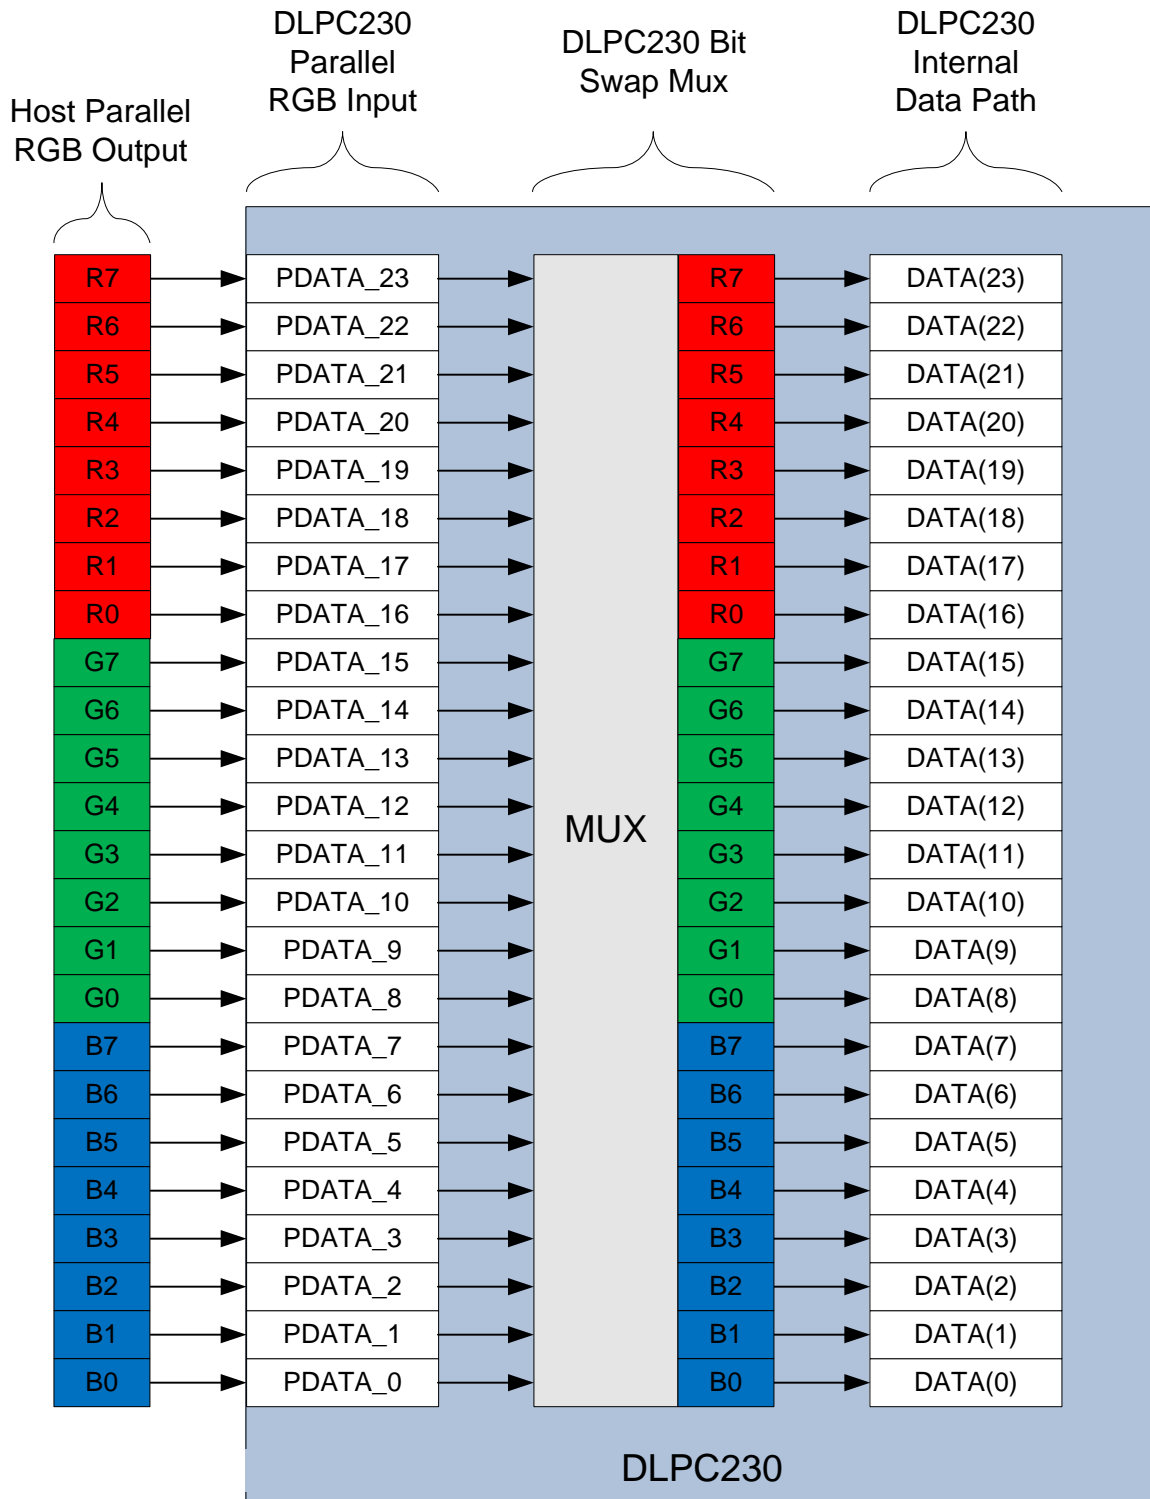 DLPC230
Parallel
RGB Input
DLPC230 Bit
Swap Mux
DLPC230
Internal
Data Path
Host Parallel
RGB Output
R7 PDATA_23 R7 DATA(23)
R6 PDATA_22 R6 DATA(22)
R5 PDATA_21 R5 DATA(21)
R4 PDATA_20 R4 DATA(20)
R3 PDATA_19 R3 DATA(19)
R2 PDATA_18 R2 DATA(18)
R1 PDATA_17 R1 DATA(17)
R0 PDATA_16 R0 DATA(16)
G7 PDATA_15 G7 DATA(15)
G6 PDATA_14 G6 DATA(14)
G5 PDATA_13 G5 DATA(13)
G4 PDATA_12 G4 DATA(12)
MUX
G3 PDATA_11 G3 DATA(11)
G2 PDATA_10 G2 DATA(10)
G1 PDATA_9 G1 DATA(9)
G0 PDATA_8 G0 DATA(8)
B7 PDATA_7 B7 DATA(7)
B6 PDATA_6 B6 DATA(6)
B5 PDATA_5 B5 DATA(5)
B4 PDATA_4 B4 DATA(4)
B3 PDATA_3 B3 DATA(3)
B2 PDATA_2 B2 DATA(2)
B1 PDATA_1 B1 DATA(1)
B0 PDATA_0 B0 DATA(0)
DLPC230